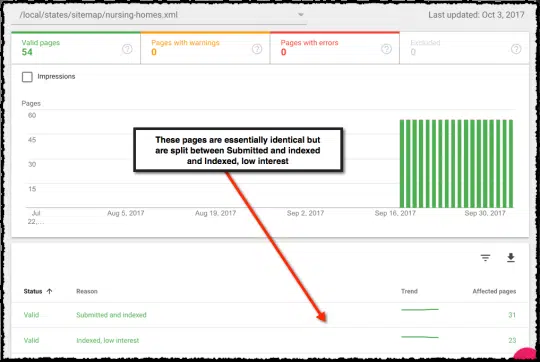 /local/states/sitemap/nursing-homes.xml
Last updated: Oct 3, 2017
Valid pages
54
Pages with warnings
0
Pages with errors
0
Excluded
0
Impressions
Pages
60
45
30
15
Jul 22,...
Aug 5, 2017
Aug 19, 2017
Sep 2, 2017
Sep 16, 2017
Sep 30, 2017
These pages are essentially identical but
are split between Submitted and indexed
and Indexed, low interest
Status Reason Trend Affected pages
Valid Submitted and indexed 31
Valid Indexed, low interest 23